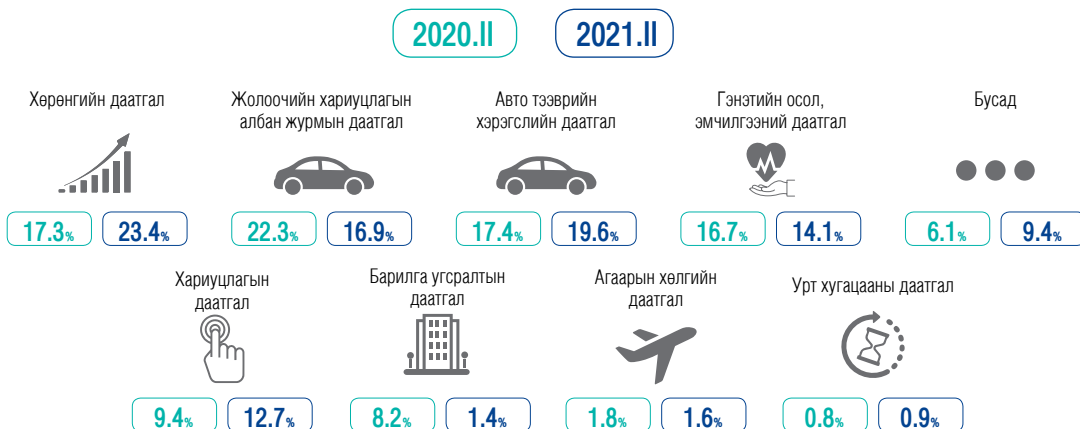 2020.II 2021.II
Хөрөнгийн даатгал
17.3% 23.4%
Жолоочийн хариуцлагын
албан журмын даатгал
22.3% 16.9%
Авто тээврийн
хэрэгслийн даатгал
17.4% 19.6%
Гэнэтийн осол,
эмчилгээний даатгал
16.7% 14.1%
Бусад
6.1% 9.4%
Хариуцлагын
даатгал
9.4% 12.7%
Барилга угсралтын
даатгал
8.2% 1.4%
Агаарын хөлгийн
даатгал
1.8% 1.6%
Урт хугацааны даатгал
0.8% 0.9%